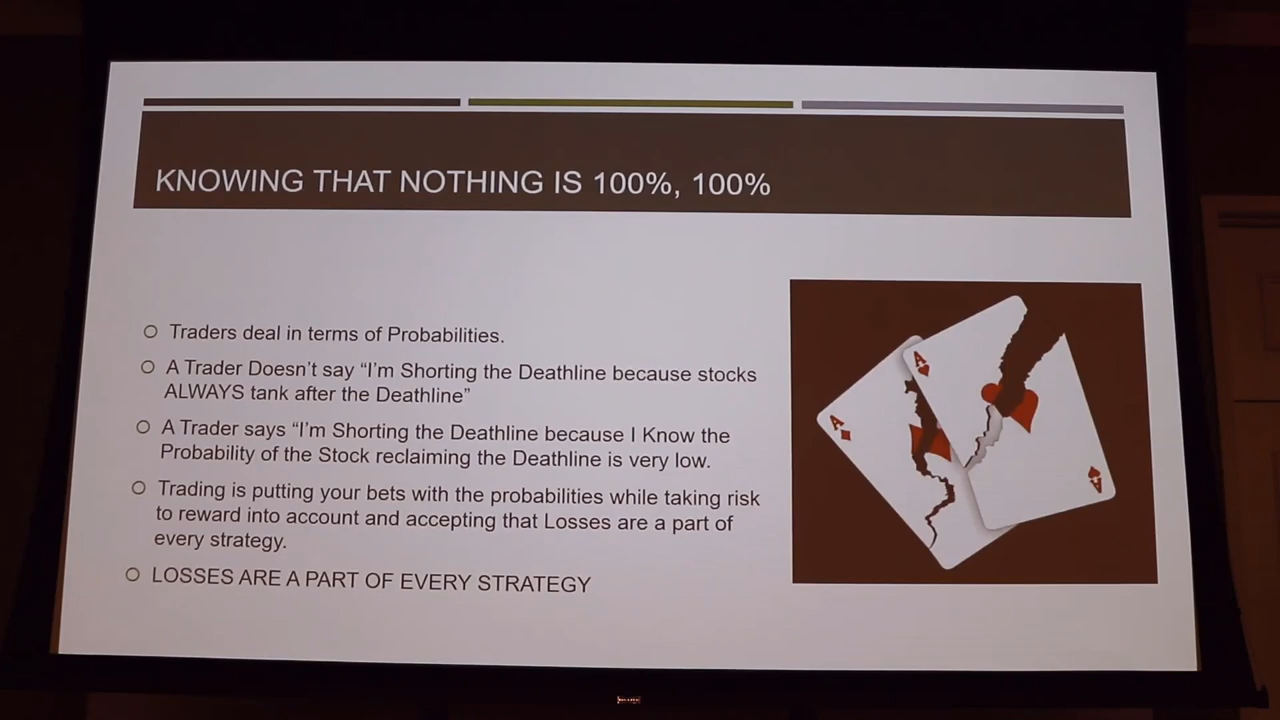 KNOWING THAT NOTHING IS 100%, 100%
Traders deal in terms of Probabilities.
A Trader Doesn't say “I'm Shorting the Deathline because stocks
ALWAYS tank after the Deathline”
A Trader says “I'm Shorting the Deathline because I Know the
Probability of the Stock reclaiming the Deathline is very low.
Trading is putting your bets with the probabilities while taking risk
to reward into account and accepting that Losses are a part of
every strategy.
LOSSES ARE A PART OF EVERY STRATEGY
A
A
A